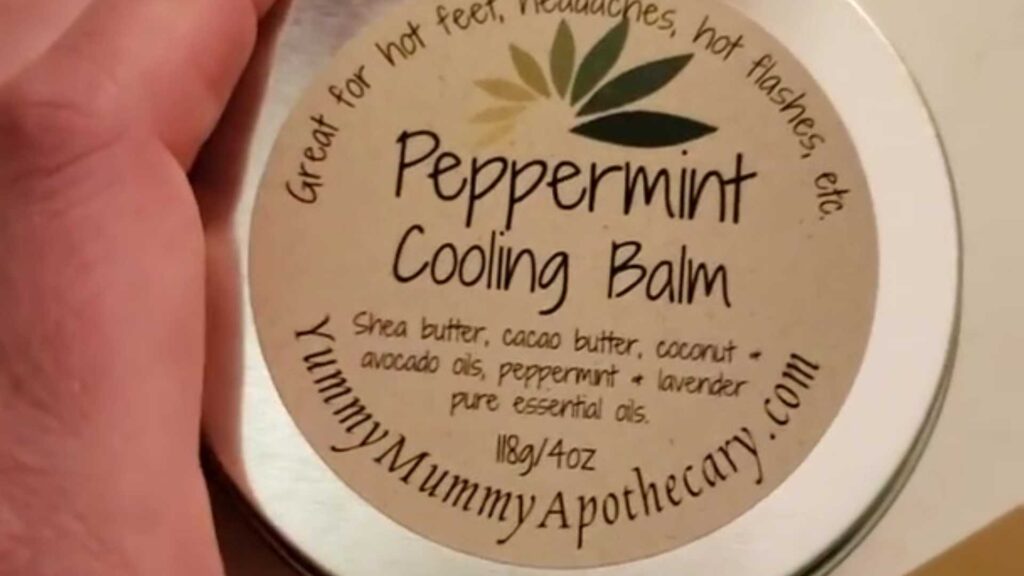 Great for hot feet, headaches, hot flashes, etc.
Peppermint
Cooling Balm
Shea butter, cacao butter, coconut +
avocado oils, peppermint + lavender
pure essential oils.
118g/4oz
YummyMummyApothecary.com